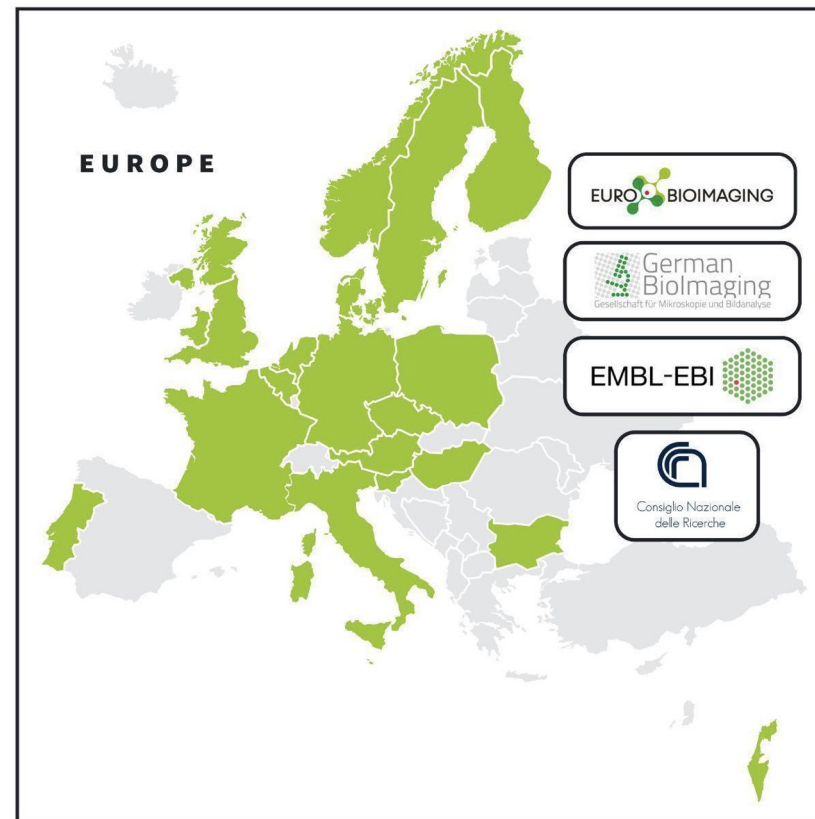 EUROPE
EURO BIOIMAGING
German
BioImaging
Gesellschaft für Mikroskopie und Bildanalyse
EMBL-EBI
Consiglio Nazionale
delle Ricerche